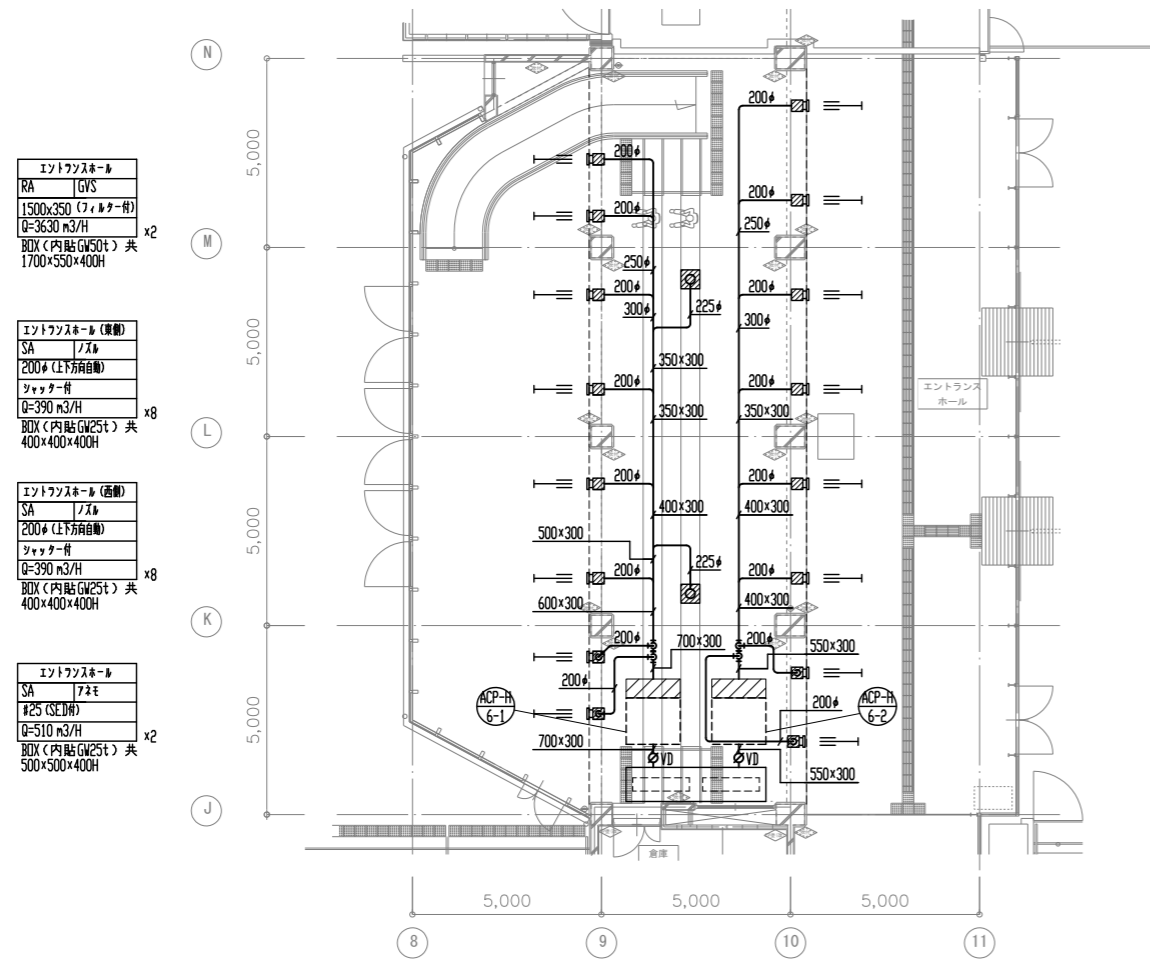 エントランスホール
RA GVS
1500x350 (フィルター付)
Q=3630 m3/H
x2
BOX(内貼GW50t) 共
1700×550×400H
エントランスホール(東側)
SA ノズル
200φ(上下方向自動)
シャッター付
Q=390 m3/H
x8
BOX(内貼GW25t) 共
400×400×400H
エントランスホール(西側)
SA ノズル
200φ(上下方向自動)
シャッター付
Q=390 m3/H
x8
BOX(内貼GW25t) 共
400×400×400H
エントランスホール
SA アネモ
#25(SED付)
Q=510 m3/H
x2
BOX(内貼GW25t) 共
500×500×400H
N
5,000
M
5,000
L
5,000
K
5,000
J
200φ
200φ
200φ
200φ
200φ
250φ
250φ
200φ
200φ
300φ
225φ
300φ
350×300
200φ
200φ
350×300
350×300
エントランス
ホール
200φ
200φ
400×300
400×300
500×300
225φ
200φ
200φ
600×300
400×300
200φ
700×300
200φ
550×300
200φ
200φ
ACP-H
6-1
ACP-H
6-2
700×300
VD
VD
550×300
倉庫
5,000
5,000
5,000
8
9
10
11